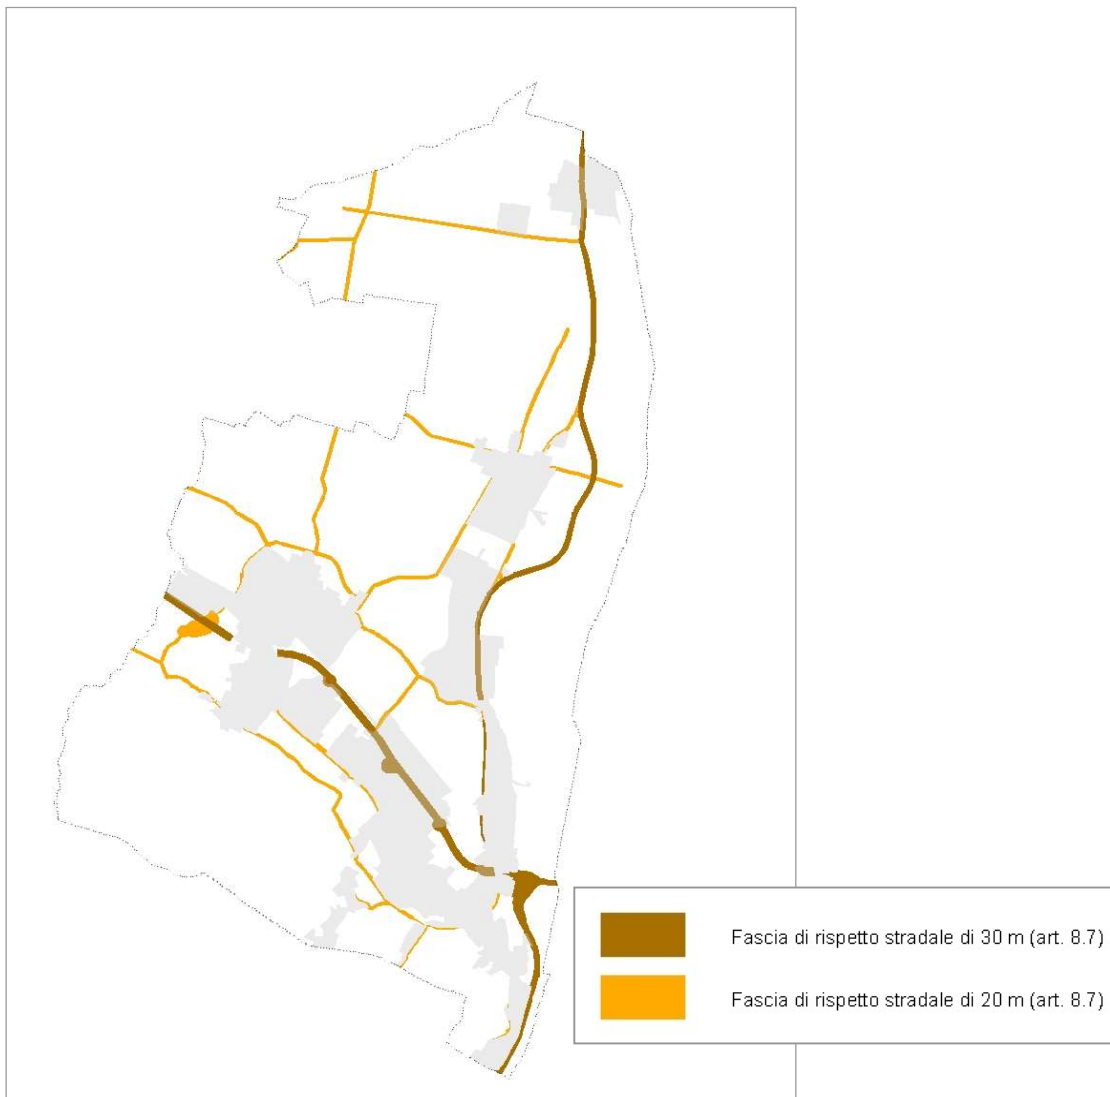 Fascia di rispetto stradale di 30 m (art. 8.7)
Fascia di rispetto stradale di 20 m (art. 8.7)